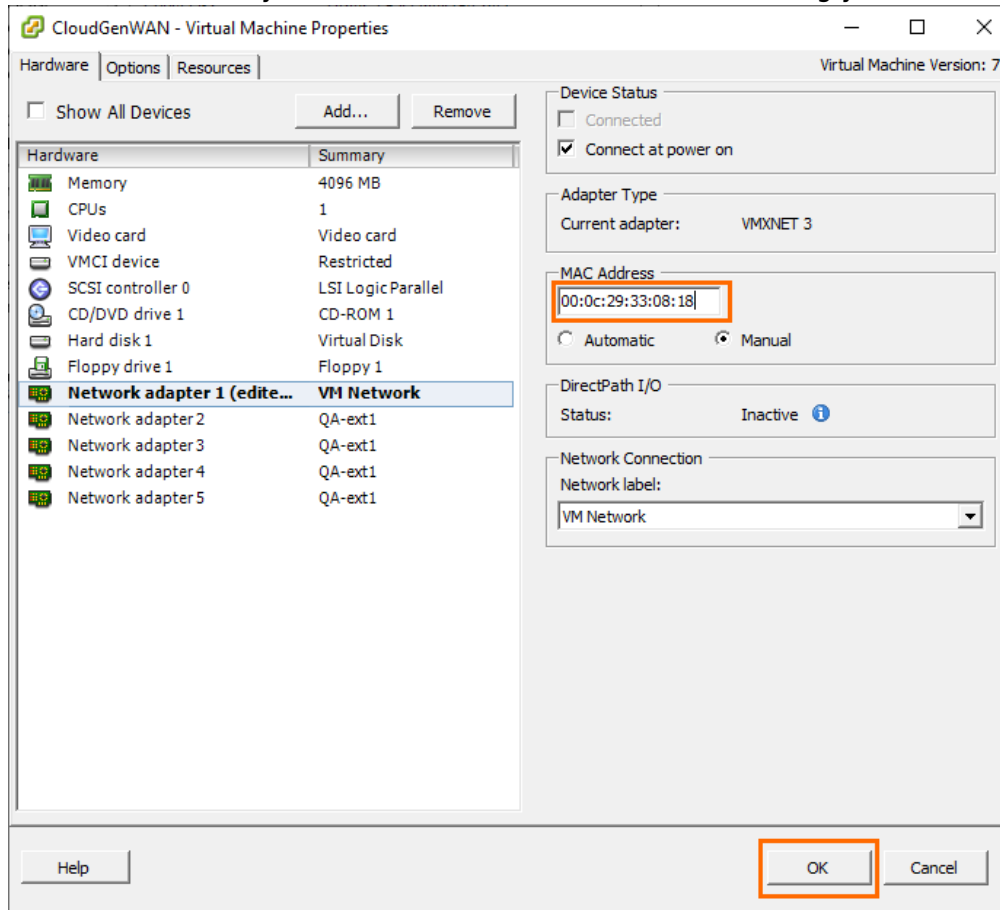 CloudGenWAN - Virtual Machine Properties
Hardware Options Resources
Virtual Machine Version: 7
Show All Devices Add... Remove
Hardware Summary
Memory 4096 MB
CPUs 1
Video card Video card
VMCI device Restricted
SCSI controller 0 LSI Logic Parallel
CD/DVD drive 1 CD-ROM 1
Hard disk 1 Virtual Disk
Floppy drive 1 Floppy 1
Network adapter 1 (edite... VM Network
Network adapter 2 QA-ext1
Network adapter 3 QA-ext1
Network adapter 4 QA-ext1
Network adapter 5 QA-ext1
Device Status
Connected
Connect at power on
Adapter Type
Current adapter: VMXNET 3
MAC Address
00:0c:29:33:08:18
Automatic Manual
DirectPath I/O
Status: Inactive
Network Connection
Network label:
VM Network
Help OK Cancel